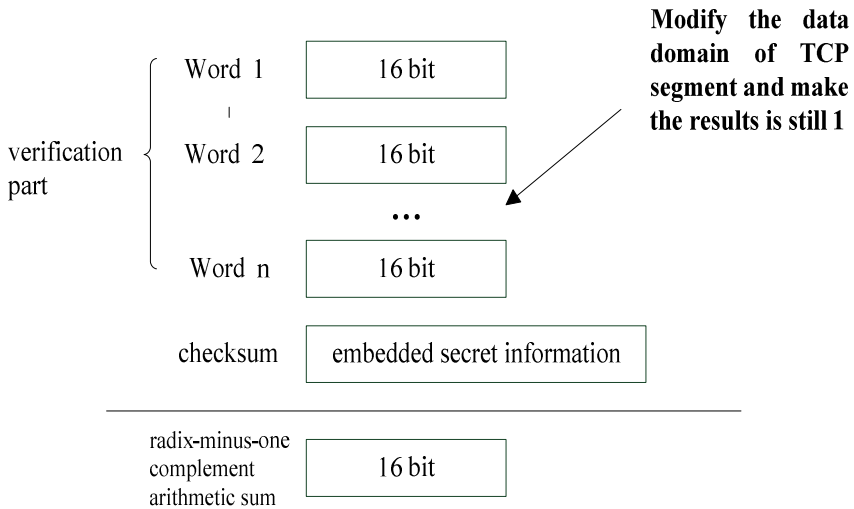 Modify the data
domain of TCP
segment and make
the results is still 1
Word 1
16 bit
verification
part
Word 2
16 bit
...
Word n
16 bit
checksum
embedded secret information
radix-minus-one
complement
arithmetic sum
16 bit